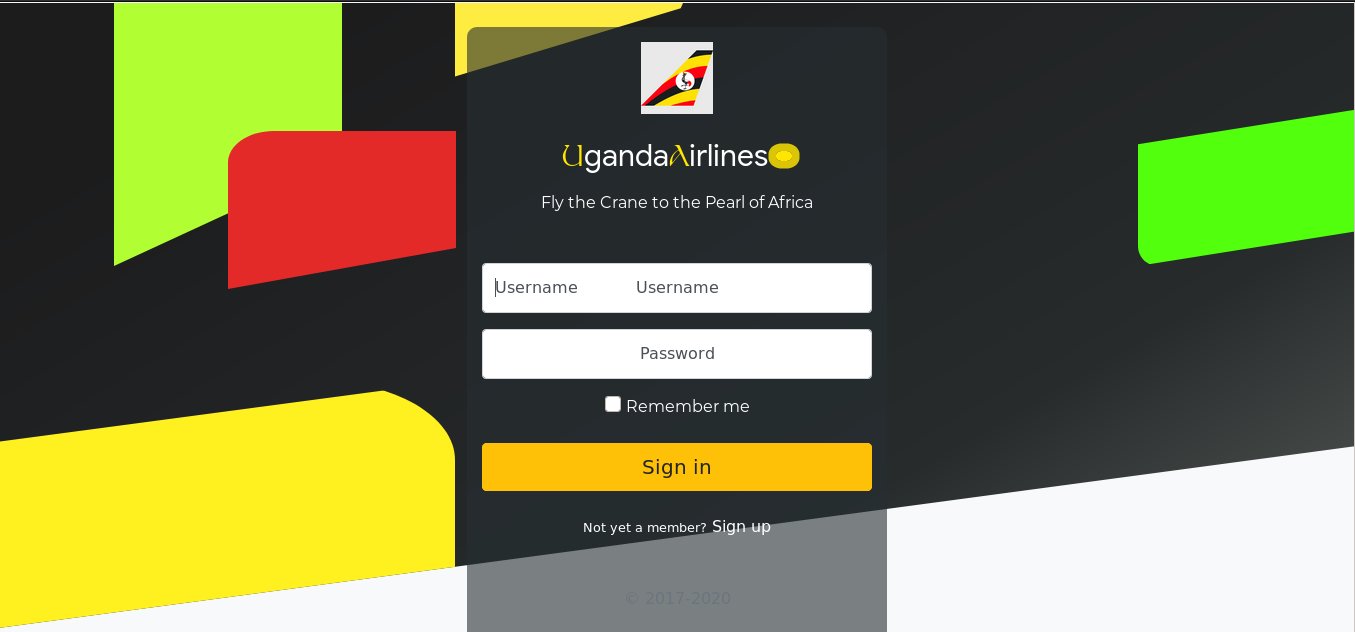 UgandaAirlines
Fly the Crane to the Pearl of Africa
Username Username
Password
Remember me
Sign in
Not yet a member? Sign up
© 2017-2020